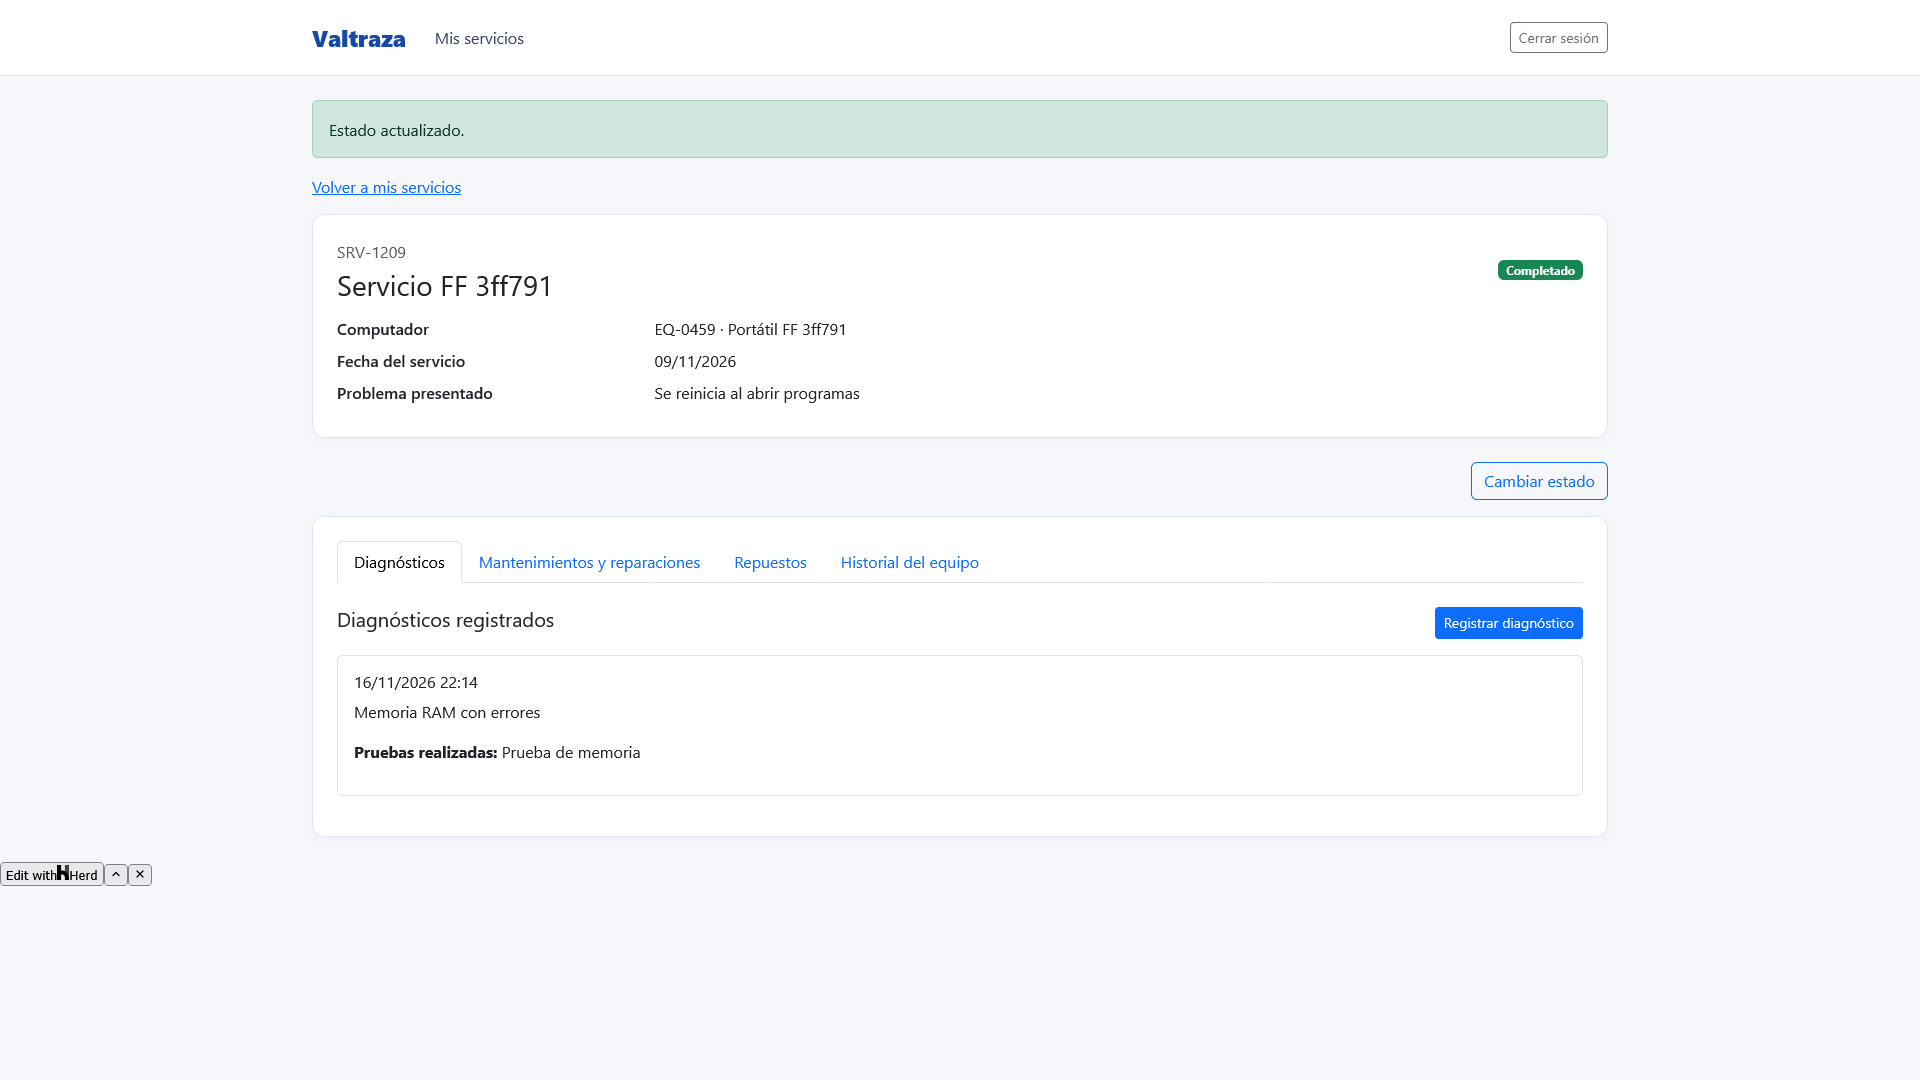 Valtraza Mis servicios Cerrar sesión
Estado actualizado.
Volver a mis servicios
SRV-1209
Servicio FF 3ff791
Completado
Computador EQ-0459 · Portátil FF 3ff791
Fecha del servicio 09/11/2026
Problema presentado Se reinicia al abrir programas
Cambiar estado
Diagnósticos Mantenimientos y reparaciones Repuestos Historial del equipo
Diagnósticos registrados Registrar diagnóstico
16/11/2026 22:14
Memoria RAM con errores
Pruebas realizadas: Prueba de memoria
Edit with Herd